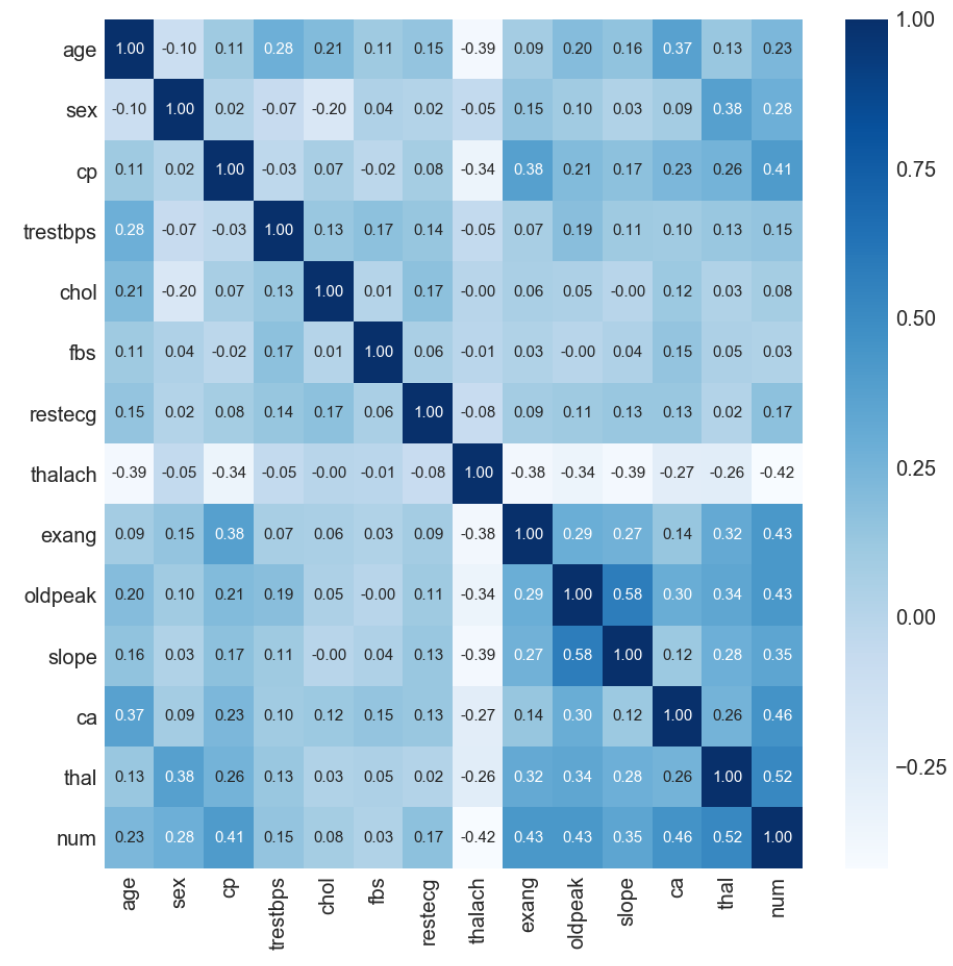 age 1.00 -0.10 0.11 0.28 0.21 0.11 0.15 -0.39 0.09 0.20 0.16 0.37 0.13 0.23
sex -0.10 1.00 0.02 -0.07 -0.20 0.04 0.02 -0.05 0.15 0.10 0.03 0.09 0.38 0.28
cp 0.11 0.02 1.00 -0.03 0.07 -0.02 0.08 -0.34 0.38 0.21 0.17 0.23 0.26 0.41
trestbps 0.28 -0.07 -0.03 1.00 0.13 0.17 0.14 -0.05 0.07 0.19 0.11 0.10 0.13 0.15
chol 0.21 -0.20 0.07 0.13 1.00 0.01 0.17 -0.00 0.06 0.05 -0.00 0.12 0.03 0.08
fbs 0.11 0.04 -0.02 0.17 0.01 1.00 0.06 -0.01 0.03 -0.00 0.04 0.15 0.05 0.03
restecg 0.15 0.02 0.08 0.14 0.17 0.06 1.00 -0.08 0.09 0.11 0.13 0.13 0.02 0.17
thalach -0.39 -0.05 -0.34 -0.05 -0.00 -0.01 -0.08 1.00 -0.38 -0.34 -0.39 -0.27 -0.26 -0.42
exang 0.09 0.15 0.38 0.07 0.06 0.03 0.09 -0.38 1.00 0.29 0.27 0.14 0.32 0.43
oldpeak 0.20 0.10 0.21 0.19 0.05 -0.00 0.11 -0.34 0.29 1.00 0.58 0.30 0.34 0.43
slope 0.16 0.03 0.17 0.11 -0.00 0.04 0.13 -0.39 0.27 0.58 1.00 0.12 0.28 0.35
ca 0.37 0.09 0.23 0.10 0.12 0.15 0.13 -0.27 0.14 0.30 0.12 1.00 0.26 0.46
thal 0.13 0.38 0.26 0.13 0.03 0.05 0.02 -0.26 0.32 0.34 0.28 0.26 1.00 0.52
num 0.23 0.28 0.41 0.15 0.08 0.03 0.17 -0.42 0.43 0.43 0.35 0.46 0.52 1.00
age sex cp trestbps chol fbs restecg thalach exang oldpeak slope ca thal num
1.00
0.75
0.50
0.25
0.00
−0.25